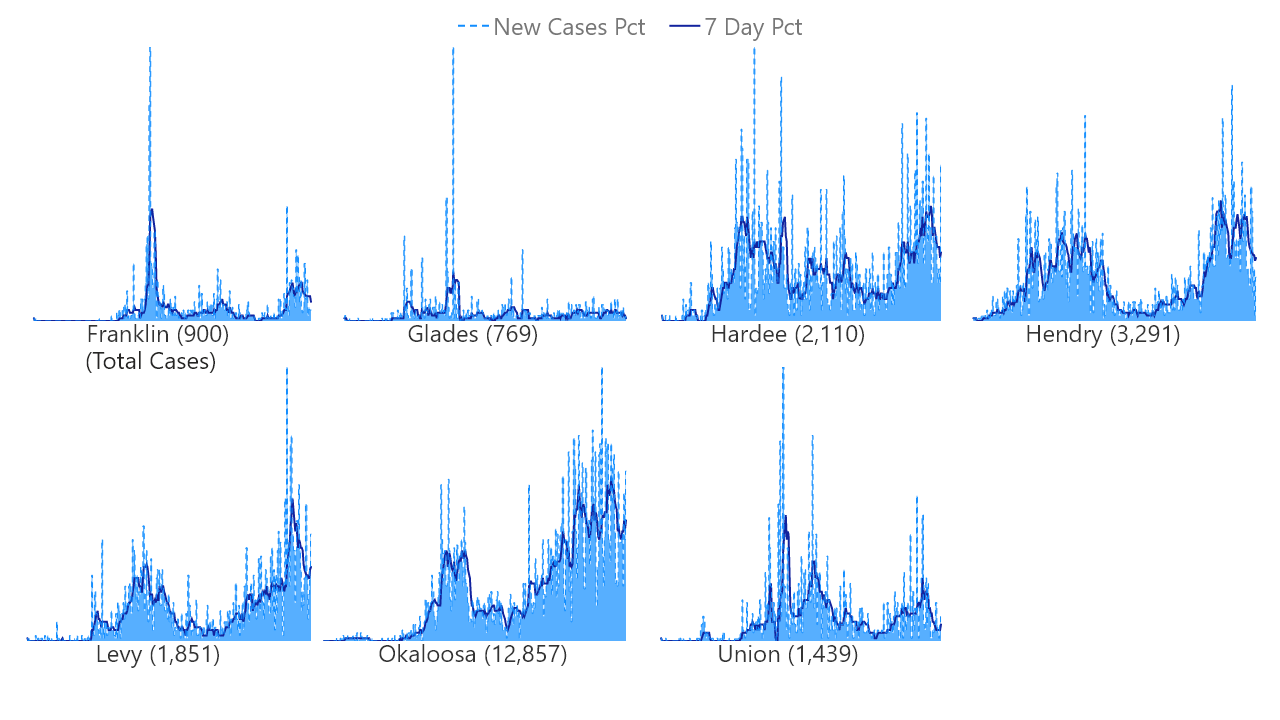 New Cases Pct 7 Day Pct
Franklin (900) Glades (769) Hardee (2,110) Hendry (3,291)
(Total Cases)
Levy (1,851) Okaloosa (12,857) Union (1,439)